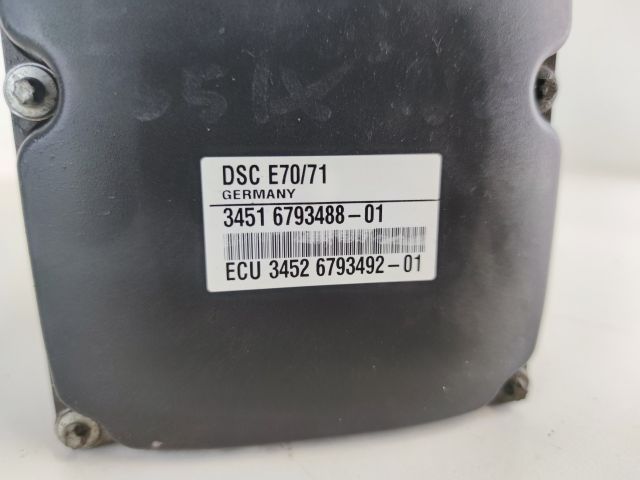 DSC E70/71
GERMANY
3451 6793488-01
ECU 3452 6793492-01